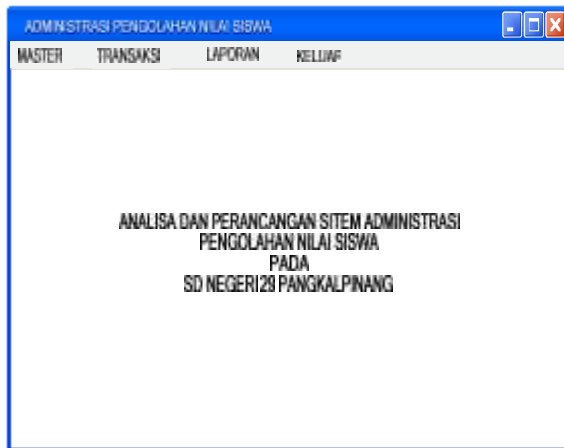 ADMINISTRASI PENGOLAHAN NILAI SISWA
MASTER TRANSAKSI LAPORAN KELUAR
ANALISA DAN PERANCANGAN SITEM ADMINISTRASI
PENGOLAHAN NILAI SISWA
PADA
SD NEGERI 29 PANGKALPINANG